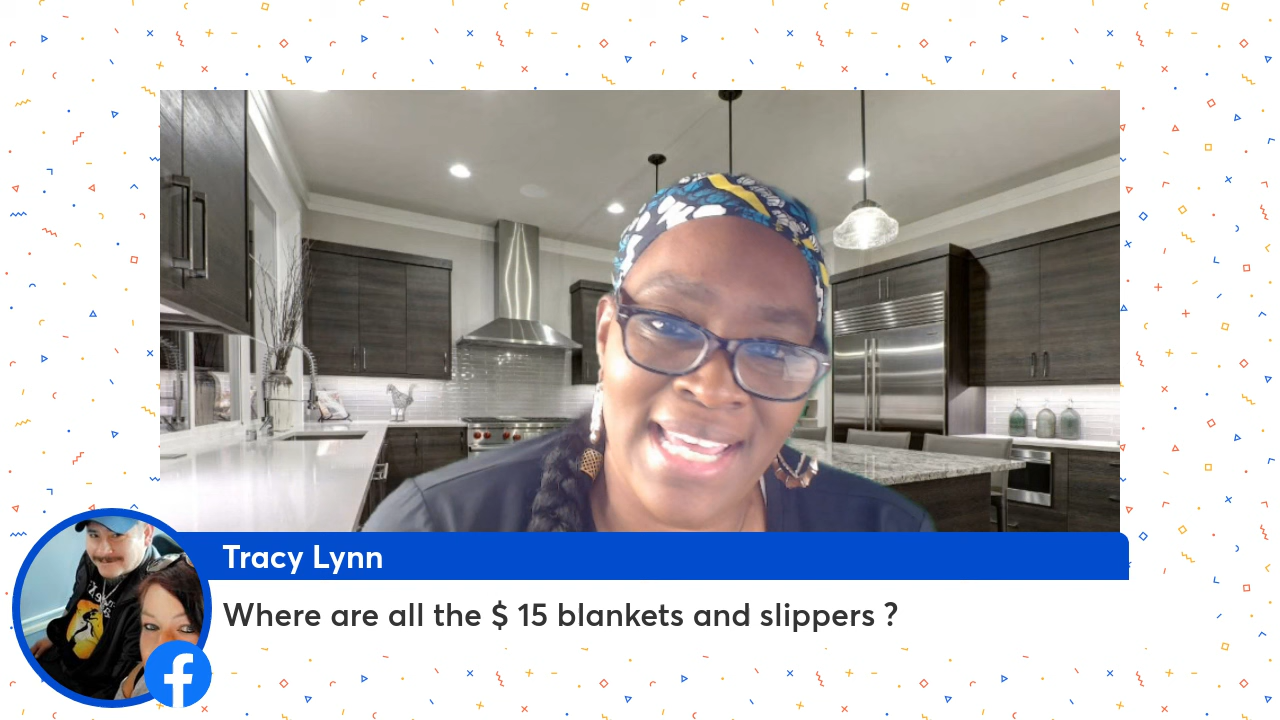 Tracy Lynn
Where are all the $ 15 blankets and slippers ?